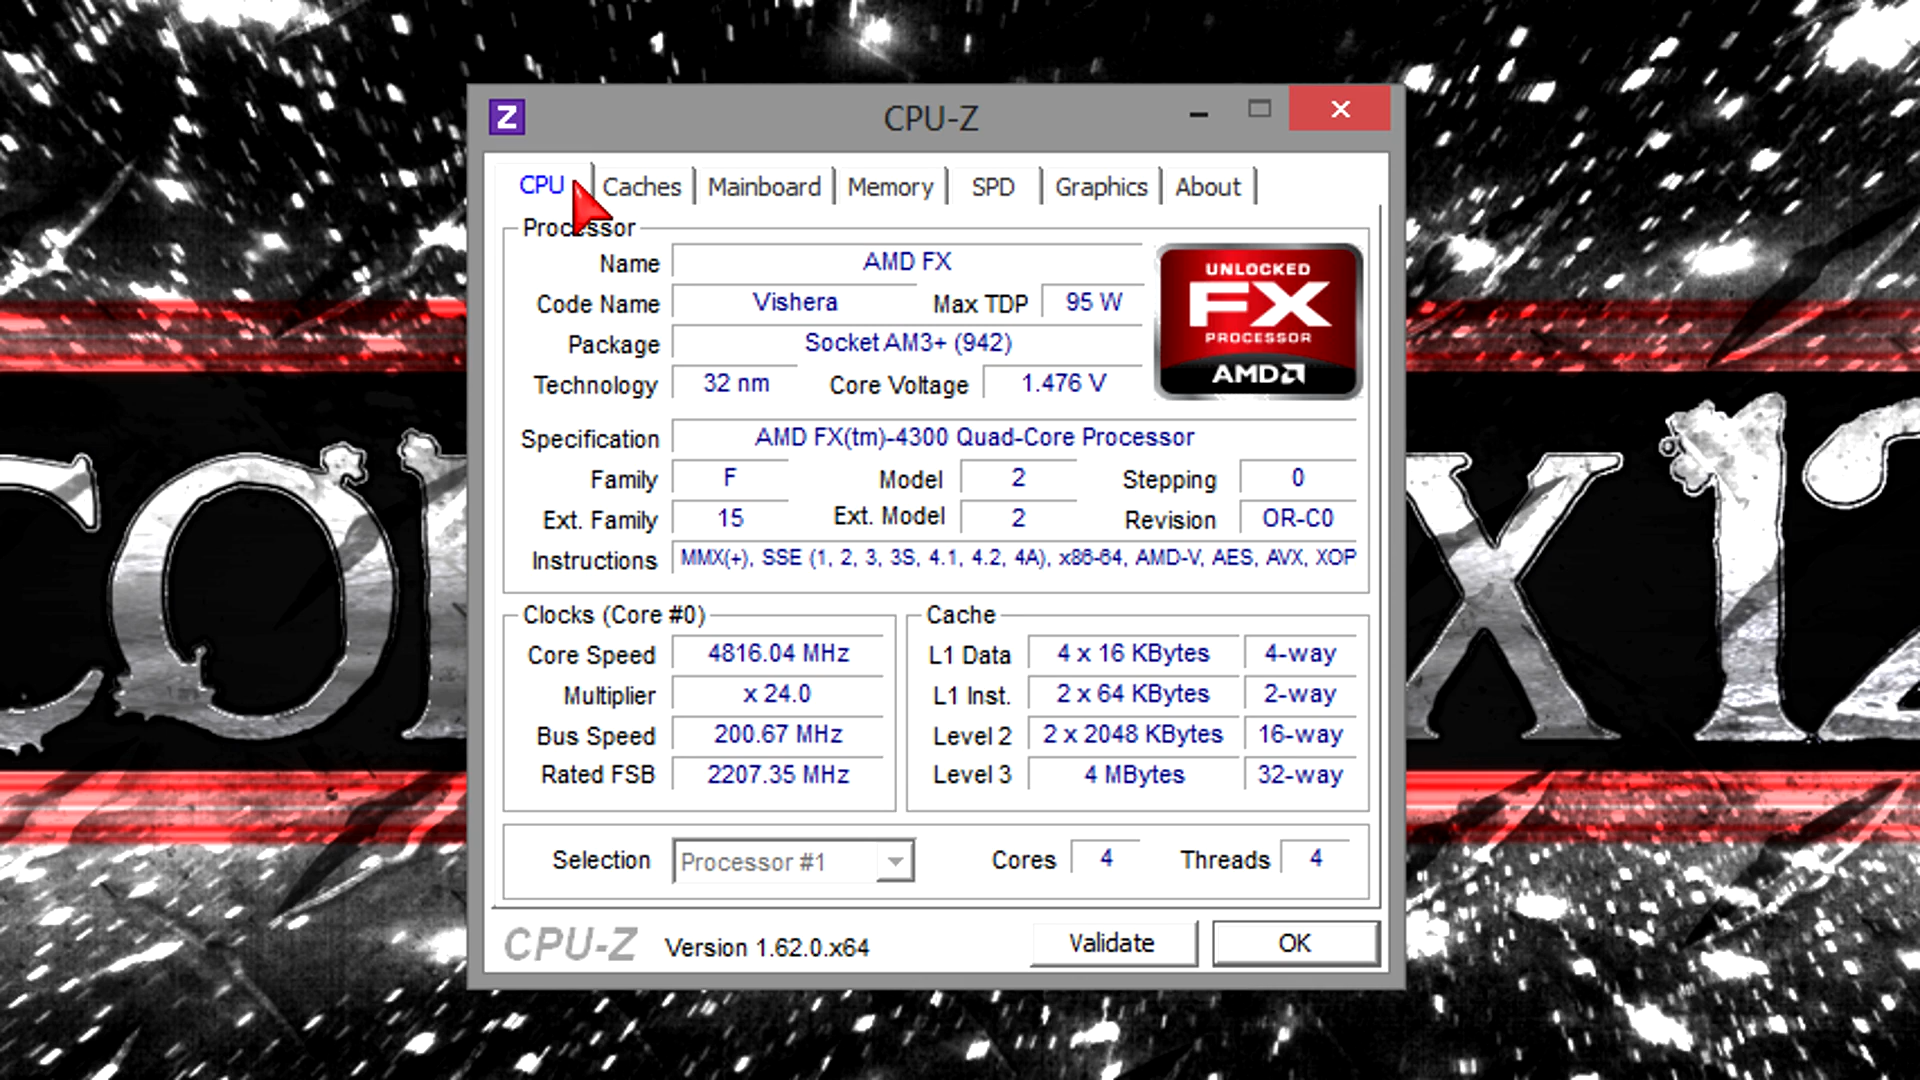 Z CPU-Z
CPU Caches Mainboard Memory SPD Graphics About
Processor
Name AMD FX
Code Name Vishera Max TDP 95 W
Package Socket AM3+ (942)
Technology 32 nm Core Voltage 1.476 V
UNLOCKED
FX
PROCESSOR
AMD
Specification AMD FX(tm)-4300 Quad-Core Processor
Family F Model 2 Stepping 0
Ext. Family 15 Ext. Model 2 Revision OR-C0
Instructions MMX(+), SSE (1, 2, 3, 3S, 4.1, 4.2, 4A), x86-64, AMD-V, AES, AVX, XOP
Clocks (Core #0)
Core Speed 4816.04 MHz
Multiplier x 24.0
Bus Speed 200.67 MHz
Rated FSB 2207.35 MHz
Cache
L1 Data 4 x 16 KBytes 4-way
L1 Inst. 2 x 64 KBytes 2-way
Level 2 2 x 2048 KBytes 16-way
Level 3 4 MBytes 32-way
Selection Processor #1 Cores 4 Threads 4
CPU-Z Version 1.62.0.x64 Validate OK